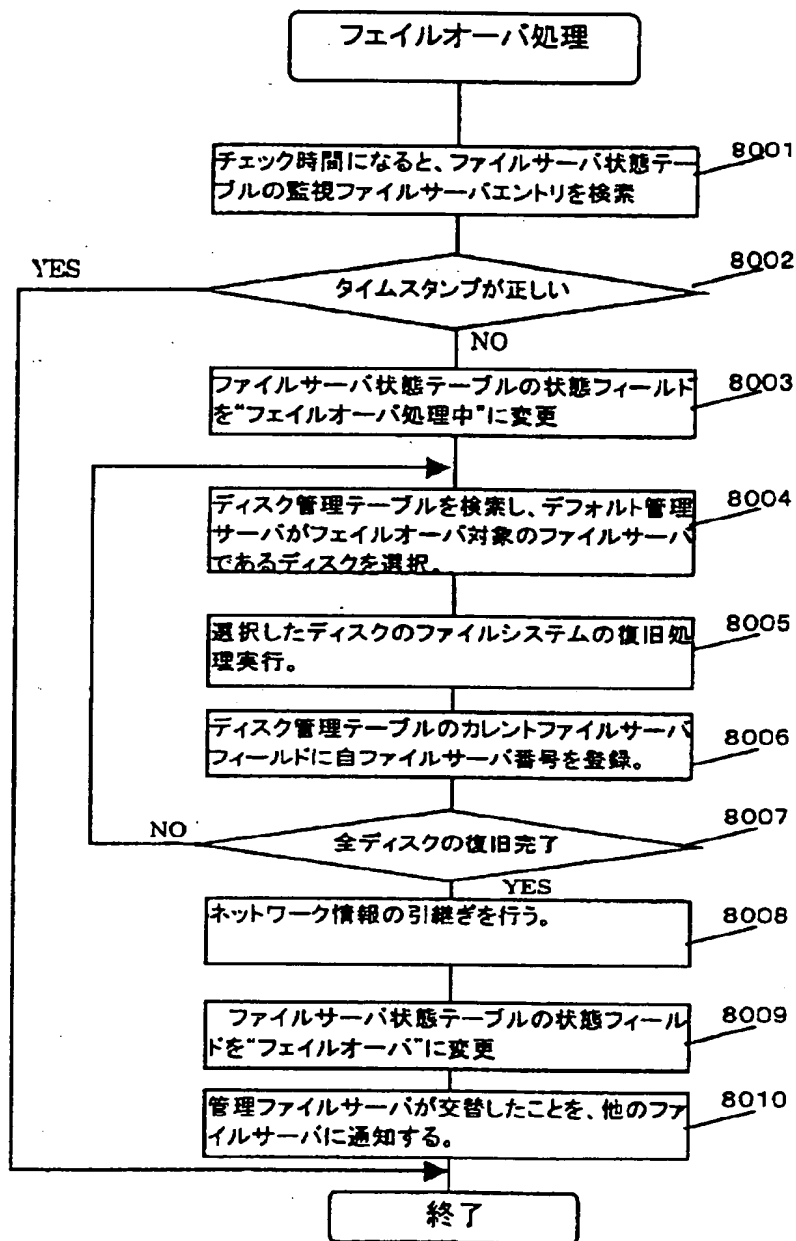 フェイルオーバ処理
8001
チェック時間になると、ファイルサーバ状態テー
ブルの監視ファイルサーバエントリを検索
YES
8002
タイムスタンプが正しい
NO
8003
ファイルサーバ状態テーブルの状態フィールド
を“フェイルオーバ処理中”に変更
ディスク管理テーブルを検索し、デフォルト管理
サーバがフェイルオーバ対象のファイルサーバ
であるディスクを選択。
8004
8005
選択したディスクのファイルシステムの復旧処
理実行。
ディスク管理テーブルのカレントファイルサーバ
フィールドに自ファイルサーバ番号を登録。
8006
8007
NO
全ディスクの復旧完了
YES
ネットワーク情報の引継ぎを行う。
8008
8009
ファイルサーバ状態テーブルの状態フィール
ドを“フェイルオーバ”に変更
8010
管理ファイルサーバが交替したことを、他のファ
イルサーバに通知する。
終了